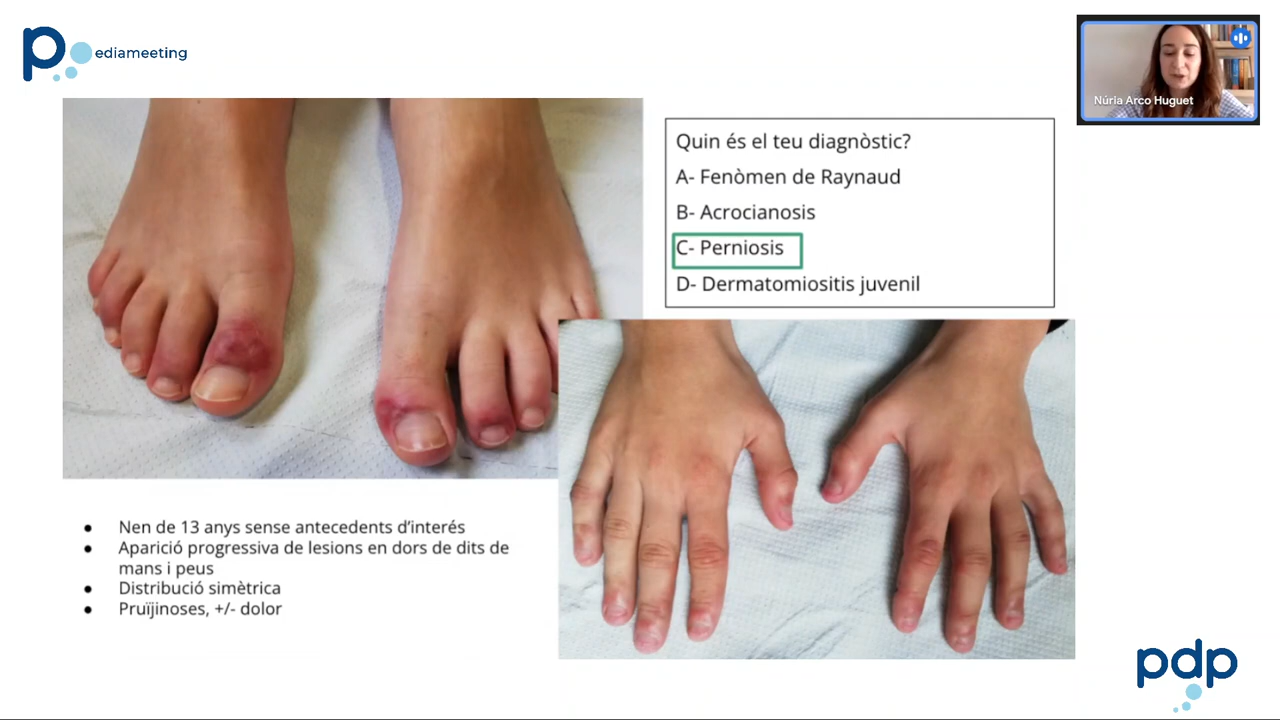 pediameeting
Núria Arco Huguet
Quin és el teu diagnòstic?
A- Fenòmen de Raynaud
B- Acrocianosis
C- Perniosis
D- Dermatomiositis juvenil
● Nen de 13 anys sense antecedents d'interés
● Aparició progressiva de lesions en dors de dits de
mans i peus
● Distribució simètrica
● Pruïjinoses, +/- dolor
pdp